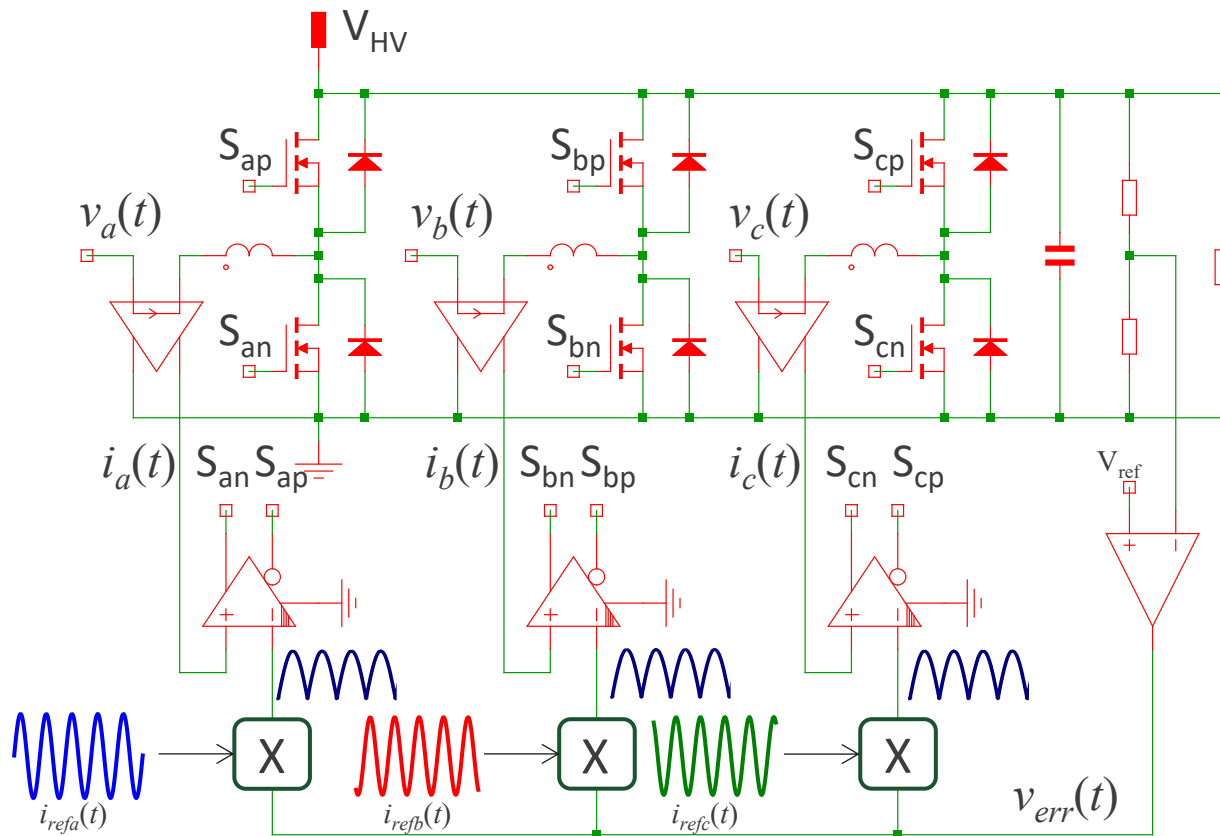 V_HV
S_ap S_bp S_cp
v_a(t) v_b(t) v_c(t)
S_an S_bn S_cn
i_a(t) S_an S_ap i_b(t) S_bn S_bp i_c(t) S_cn S_cp V_ref
+ − + − + − + −
X X X
i_refa(t) i_refb(t) i_refc(t) v_err(t)